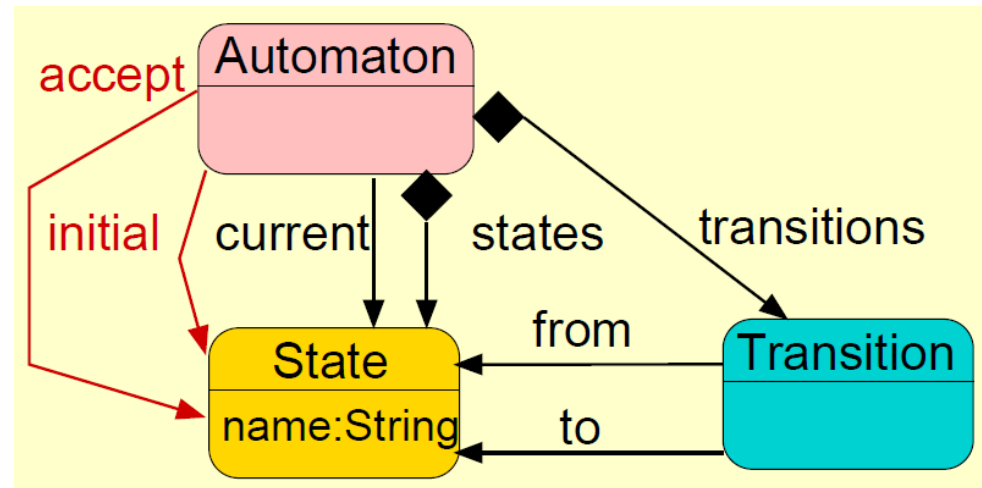 Automaton
accept
initial
current
states
transitions
from
State
Transition
name:String
to